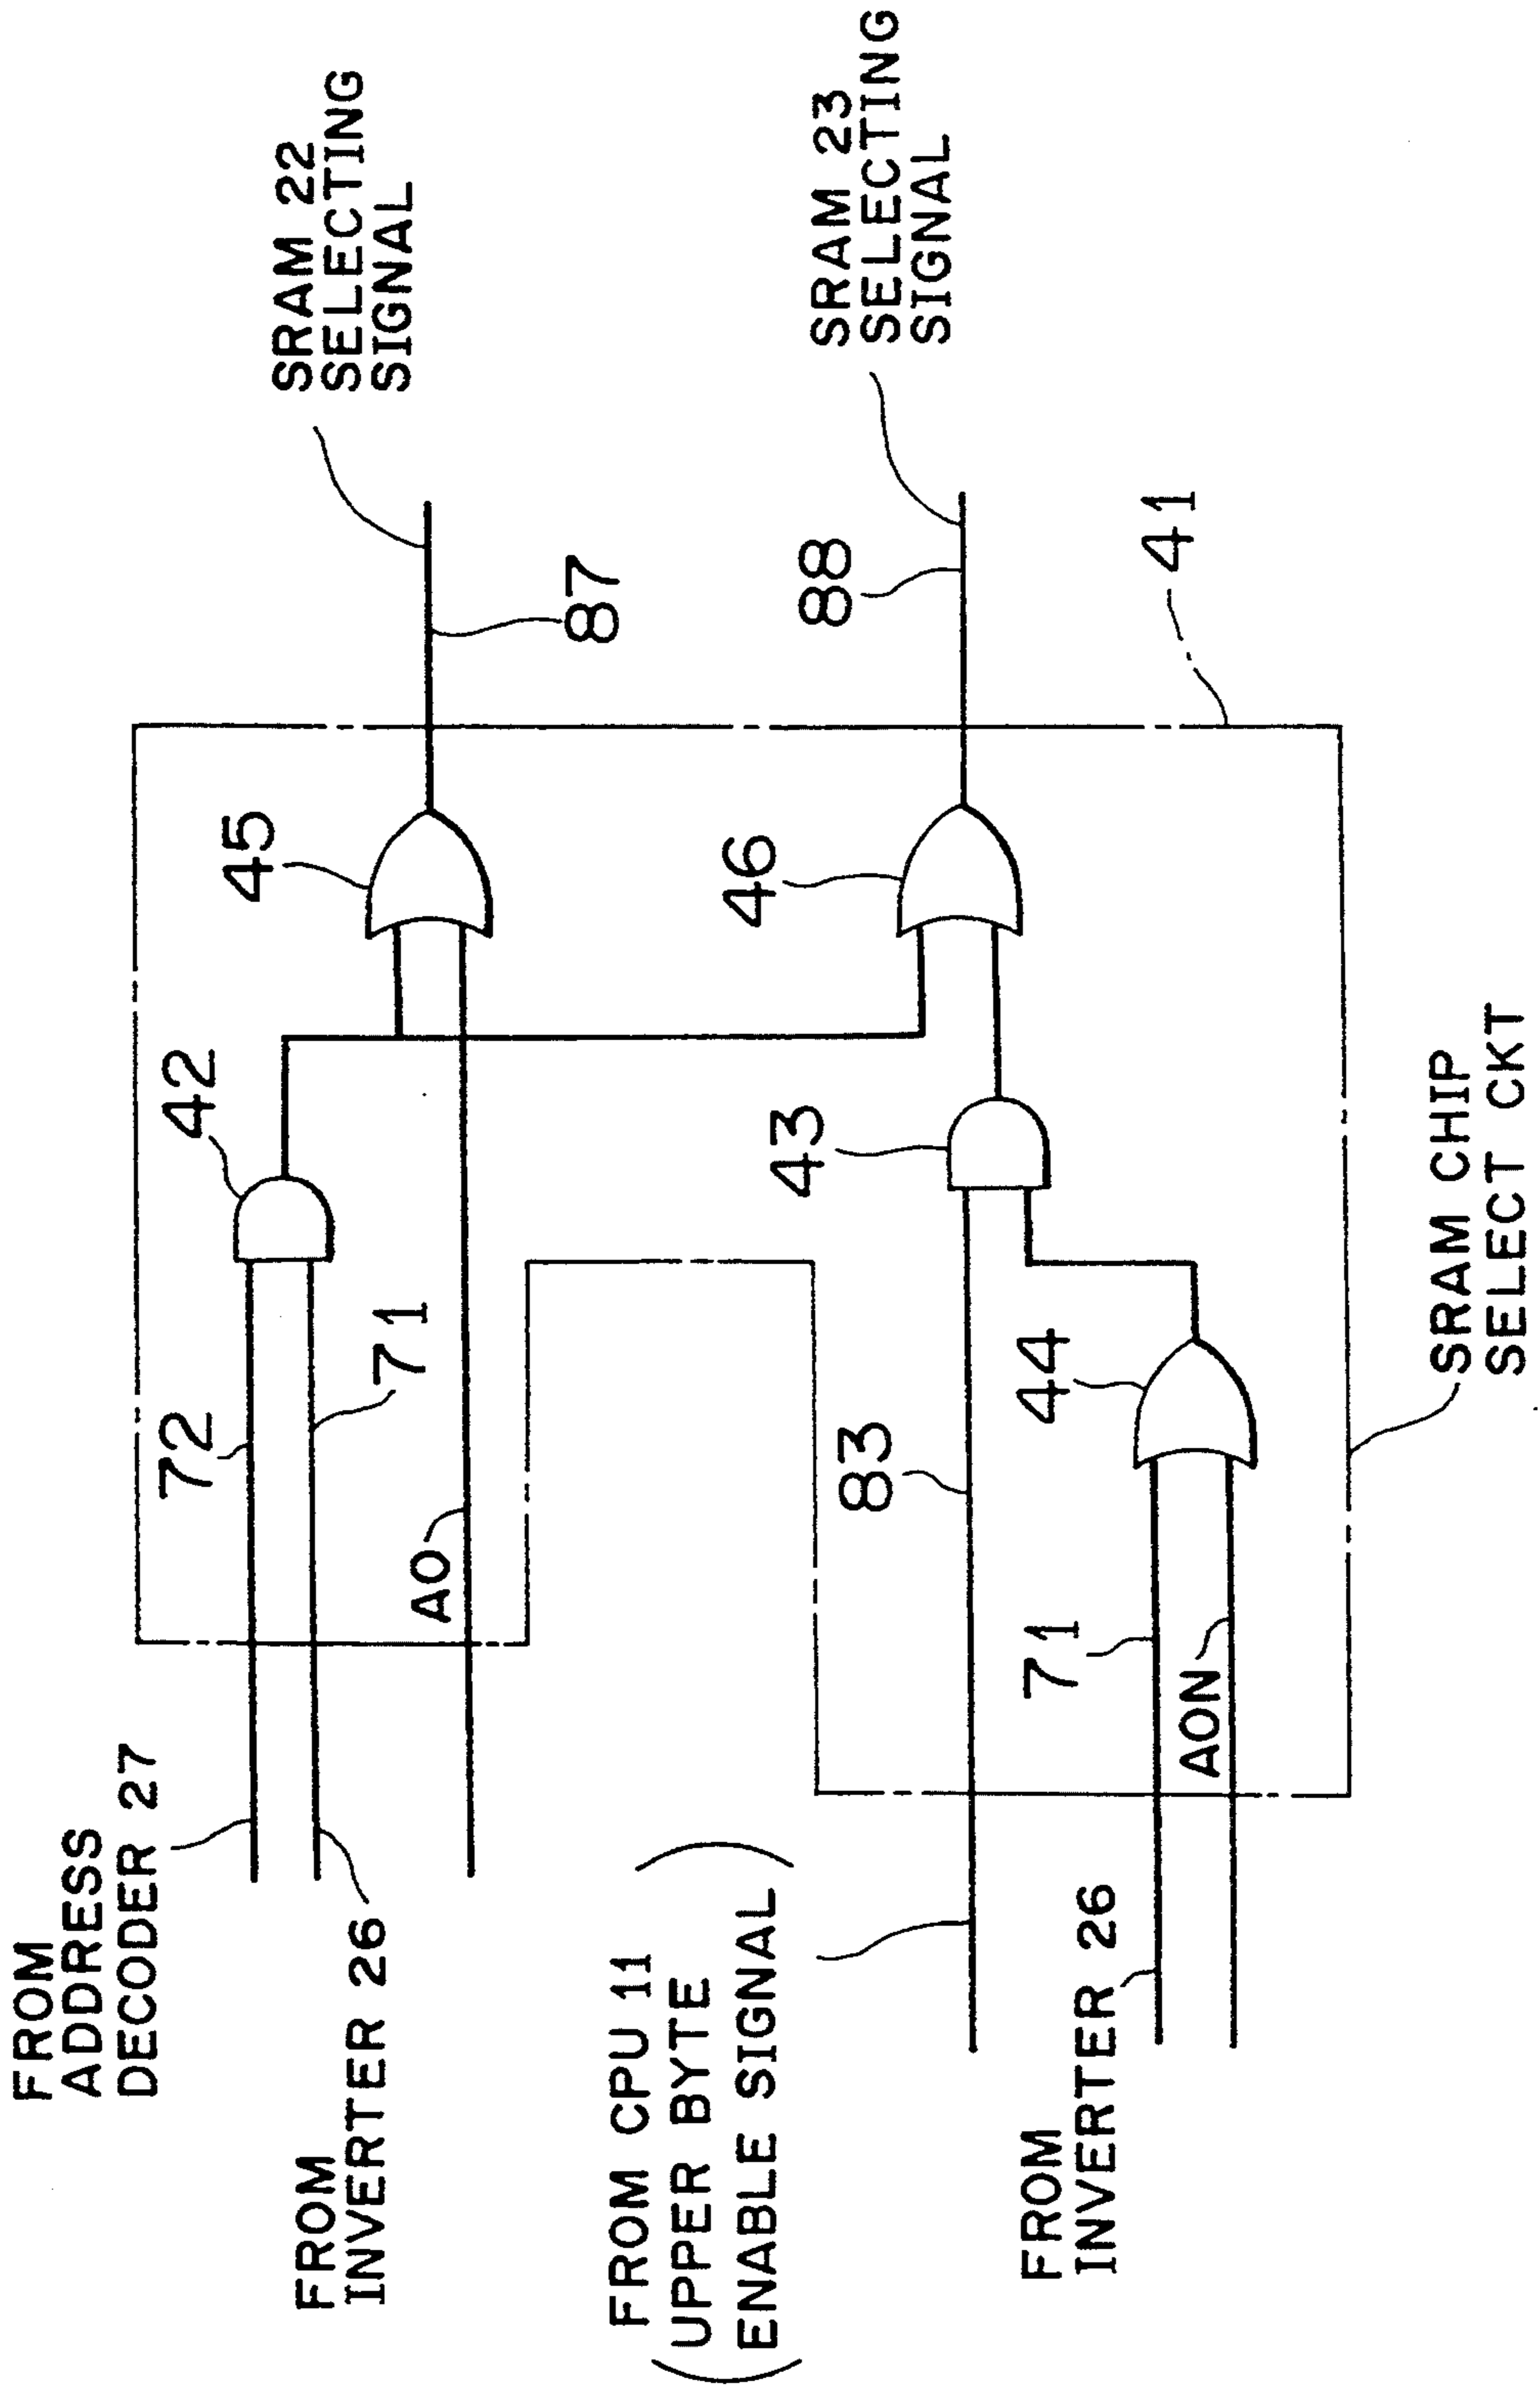 FROM
ADDRESS
DECODER 27
FROM
INVERTER 26
72
71
A0
42
45
SRAM 22
SELECTING
SIGNAL
87
FROM CPU 11
UPPER BYTE
ENABLE SIGNAL
83
43
46
88
SRAM 23
SELECTING
SIGNAL
FROM
INVERTER 26
71
A0N
44
41
SRAM CHIP
SELECT CKT